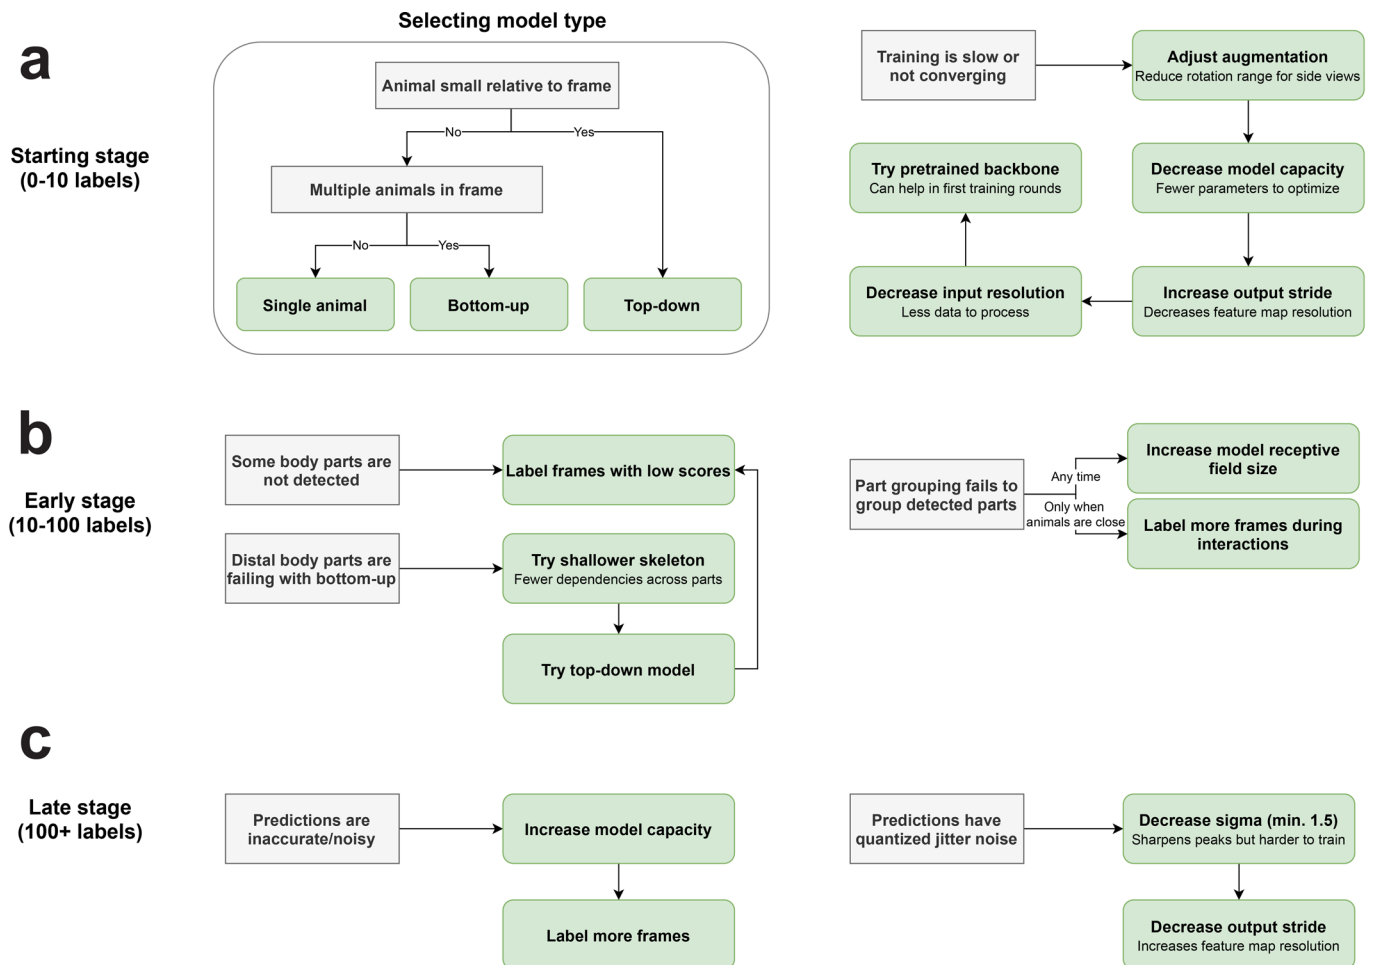 a
Starting stage
(0-10 labels)
Selecting model type
Animal small relative to frame
No
Yes
Multiple animals in frame
No
Yes
Single animal
Bottom-up
Top-down
Training is slow or
not converging
Adjust augmentation
Reduce rotation range for side views
Try pretrained backbone
Can help in first training rounds
Decrease model capacity
Fewer parameters to optimize
Decrease input resolution
Less data to process
Increase output stride
Decreases feature map resolution
b
Early stage
(10-100 labels)
Some body parts are
not detected
Label frames with low scores
Distal body parts are
failing with bottom-up
Try shallower skeleton
Fewer dependencies across parts
Try top-down model
Part grouping fails to
group detected parts
Any time
Only when
animals are close
Increase model receptive
field size
Label more frames during
interactions
c
Late stage
(100+ labels)
Predictions are
inaccurate/noisy
Increase model capacity
Label more frames
Predictions have
quantized jitter noise
Decrease sigma (min. 1.5)
Sharpens peaks but harder to train
Decrease output stride
Increases feature map resolution